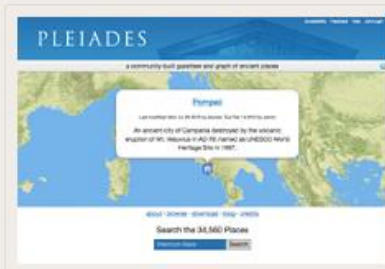 PLEIADES
a community-built gazetteer and graph of ancient places
Pompeii
An ancient city of Campania destroyed by the volcanic
eruption of Mt. Vesuvius in AD 79, named as UNESCO World
Heritage Site in 1997.
about · browse · download · blog · credits
Search the 34,560 Places
Search